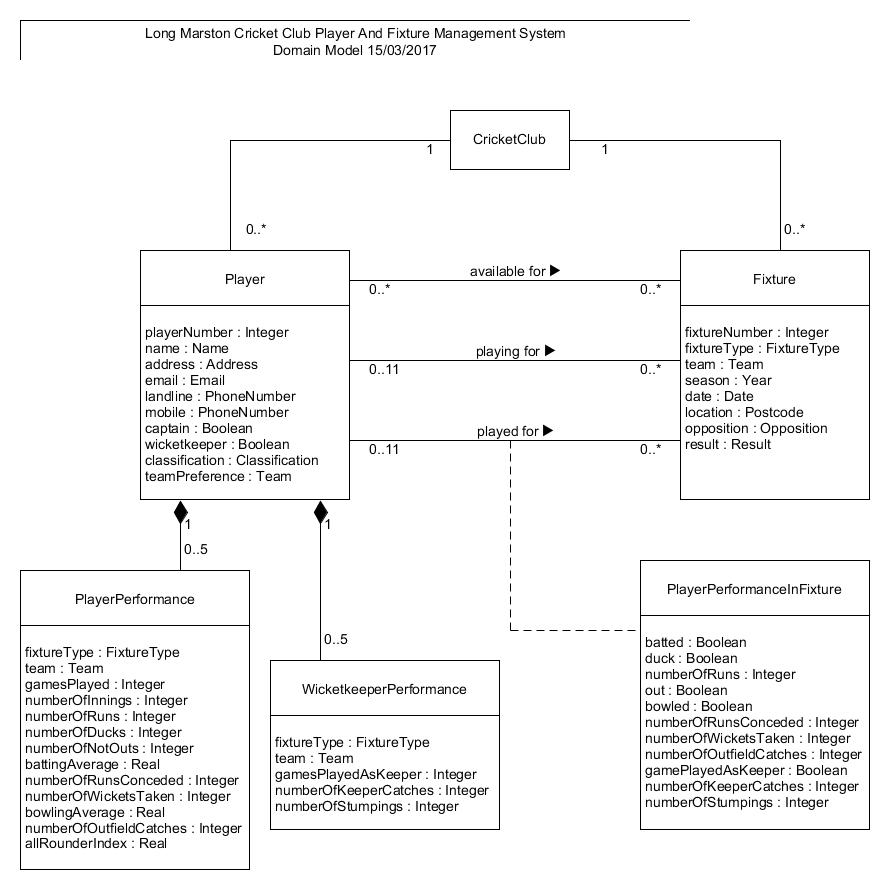 Long Marston Cricket Club Player And Fixture Management System
Domain Model 15/03/2017
CricketClub
1
1
0..*
0..*
Player
available for ▶
Fixture
0..*
0..*
playerNumber : Integer
name : Name
address : Address
email : Email
landline : PhoneNumber
mobile : PhoneNumber
captain : Boolean
wicketkeeper : Boolean
classification : Classification
teamPreference : Team
playing for ▶
0..11
0..*
played for ▶
0..11
0..*
fixtureNumber : Integer
fixtureType : FixtureType
team : Team
season : Year
date : Date
location : Postcode
opposition : Opposition
result : Result
1
0..5
1
0..5
PlayerPerformance
fixtureType : FixtureType
team : Team
gamesPlayed : Integer
numberOfInnings : Integer
numberOfRuns : Integer
numberOfDucks : Integer
numberOfNotOuts : Integer
battingAverage : Real
numberOfRunsConceded : Integer
numberOfWicketsTaken : Integer
bowlingAverage : Real
numberOfOutfieldCatches : Integer
allRounderIndex : Real
WicketkeeperPerformance
fixtureType : FixtureType
team : Team
gamesPlayedAsKeeper : Integer
numberOfKeeperCatches : Integer
numberOfStumpings : Integer
PlayerPerformanceInFixture
batted : Boolean
duck : Boolean
numberOfRuns : Integer
out : Boolean
bowled : Boolean
numberOfRunsConceded : Integer
numberOfWicketsTaken : Integer
numberOfOutfieldCatches : Integer
gamePlayedAsKeeper : Boolean
numberOfKeeperCatches : Integer
numberOfStumpings : Integer